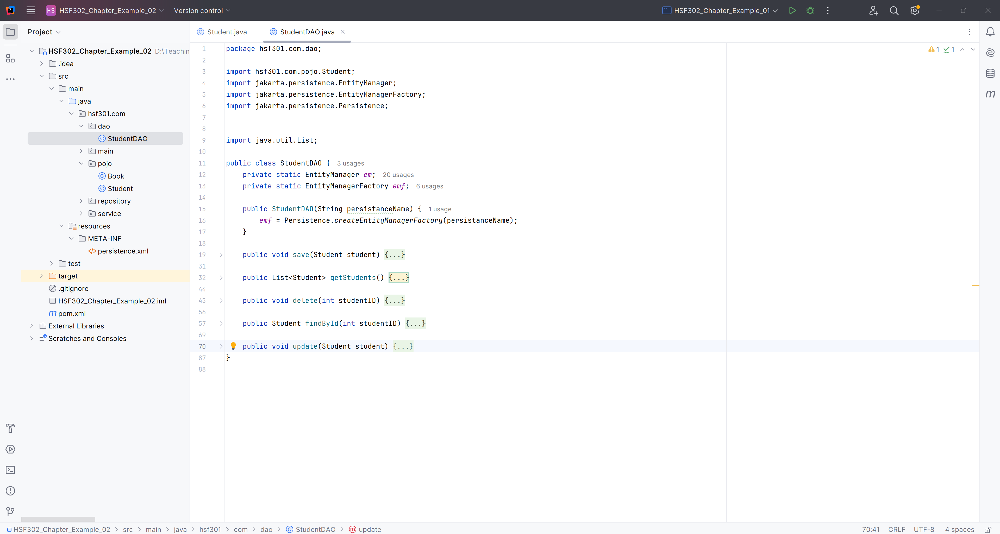 HS HSF302_Chapter_Example_02 Version control HSF302_Chapter_Example_01
Project
HSF302_Chapter_Example_02 D:\Teachin
.idea
src
main
java
hsf301.com
dao
StudentDAO
main
pojo
Book
Student
repository
service
resources
META-INF
</> persistence.xml
test
target
.gitignore
HSF302_Chapter_Example_02.iml
m pom.xml
External Libraries
Scratches and Consoles
Student.java StudentDAO.java
1 package hsf301.com.dao;
2
3 import hsf301.com.pojo.Student;
4 import jakarta.persistence.EntityManager;
5 import jakarta.persistence.EntityManagerFactory;
6 import jakarta.persistence.Persistence;
7
8
9 import java.util.List;
10
11 public class StudentDAO { 3 usages
12 private static EntityManager em; 20 usages
13 private static EntityManagerFactory emf; 6 usages
14
15 public StudentDAO(String persistanceName) { 1 usage
16 emf = Persistence.createEntityManagerFactory(persistanceName);
17 }
18
19 public void save(Student student) {...}
31
32 public List<Student> getStudents() {...}
44
45 public void delete(int studentID) {...}
56
57 public Student findById(int studentID) {...}
69
70 public void update(Student student) {...}
87 }
88
1 1
m
HSF302_Chapter_Example_02 > src > main > java > hsf301 > com > dao > StudentDAO > update
70:41 CRLF UTF-8 4 spaces